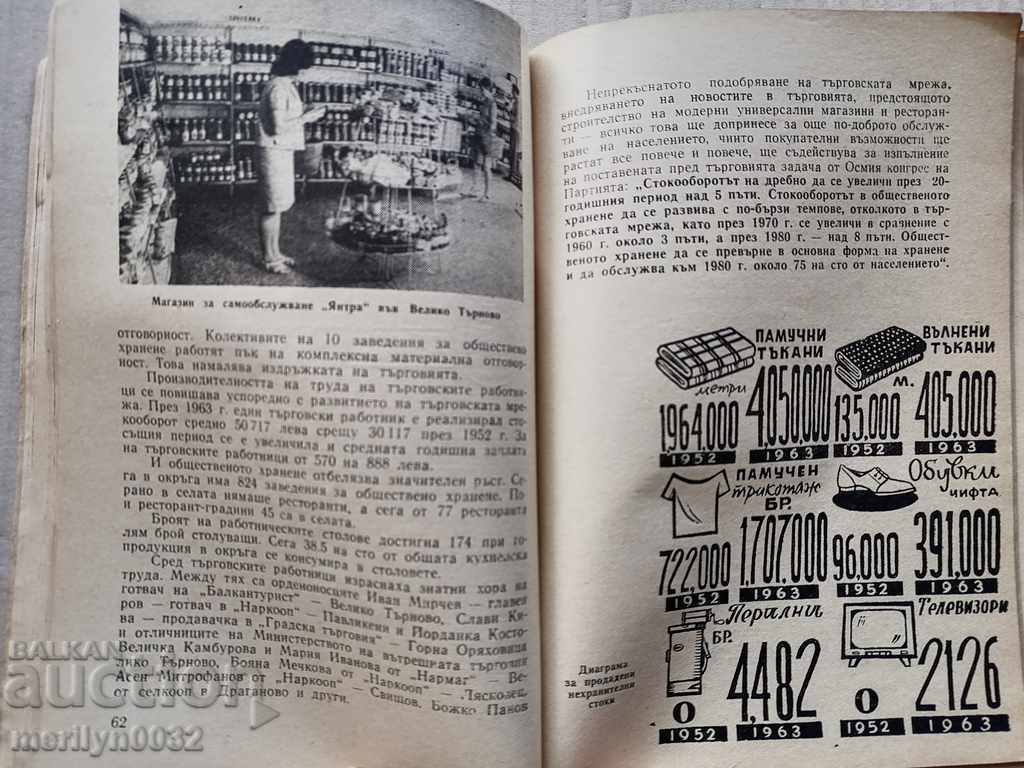 Магазин за самообслужване „Янтра“ във Велико Търново
отговорност. Колективите на 10 заведения за обществено
хранене работят пък на комплексна материална отговор-
ност. Това намалява издръжката на търговията.
Производителността на труда на търговските работни-
ци се повишава успоредно с развитието на търговската мре-
жа. През 1963 г. един търговски работник е реализирал сто-
кооборот средно 50 717 лева срещу 30 117 през 1952 г. За
същия период се е увеличила и средната годишна заплата
на търговските работници от 570 на 888 лева.
И общественото хранене отбелязва значителен ръст. Се-
га в окръга има 824 заведения за обществено хранене. По-
рано в селата нямаше ресторанти, а сега от 77 ресторанта
и ресторант-градини 45 са в селата.
Броят на работническите столове достигна 174 при го-
лям брой столуващи. Сега 38.5 на сто от общата кухненска
продукция в окръга се консумира в столовете.
Сред търговските работници израснаха знатни хора на
труда. Между тях са орденоносците Иван Мирчев — главен
готвач на „Балкантурист“ — Велико Търново, Слави Ки-
ров — готвач в „Наркооп“ — Павликени и Йорданка Косто-
ва — продавачка в „Градска търговия“ — Горна Оряховица
и отличниците на Министерството на вътрешната търговия
Величка Камбурова и Мария Иванова от „Нармаг“ — Ве-
лико Търново, Бояна Мечкова от „Наркооп“ — Лясковец,
Асен Митрофанов от „Наркооп“ — Свищов, Божко Панов
от селкооп в Драганово и други.
62
Непрекъснатото подобряване на търговската мрежа,
внедряването на новостите в търговията, предстоящото
строителство на модерни универсални магазини и ресторан-
ти — всичко това ще допринесе за още по-доброто обслуж-
ване на населението, чиито покупателни възможности ще
растат все повече и повече, ще съдействува за изпълнение
на поставената пред търговията задача от Осмия конгрес на
Партията: „Стокооборотът на дребно да се увеличи през 20-
годишния период над 5 пъти. Стокооборотът в общественото
хранене да се развива с по-бързи темпове, отколкото в тър-
говската мрежа, като през 1970 г. се увеличи в сравнение с
1960 г. около 3 пъти, а през 1980 г. — над 8 пъти. Общест-
веното хранене да се превърне в основна форма на хранене
и да обслужва към 1980 г. около 75 на сто от населението“.
ПАМУЧНИ
ТЪКАНИ
метри
1,964,000
4,050,000
1952
1963
ВЪЛНЕНИ
ТЪКАНИ
м.
135.000
405.000
1952
1963
ПАМУЧЕН
трикотаж
БР.
722,000
1,707,000
1952
1963
Обувки
чифта
96,000
391,000
1952
1963
Перални
БР.
0
4,482
1952
1963
Телевизори
0
2126
1952
1963
Диаграма
за продадени
нехранителни
стоки
BALKAN
auction
merilyn0032